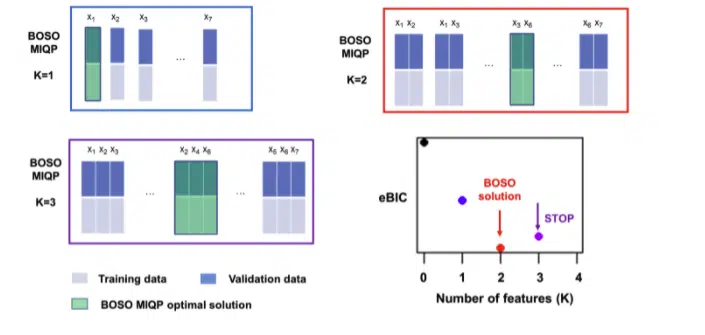 x1 x2 x3 x7
BOSO
MIQP
...
K=1
x1 x2 x1 x3 x3 x6 x6 x7
BOSO
MIQP
... ...
K=2
x1 x2 x3 x2 x4 x6 x5 x6 x7
BOSO
MIQP
... ...
K=3
Training data Validation data
BOSO MIQP optimal solution
eBIC
BOSO
solution
STOP
0 1 2 3 4
Number of features (K)